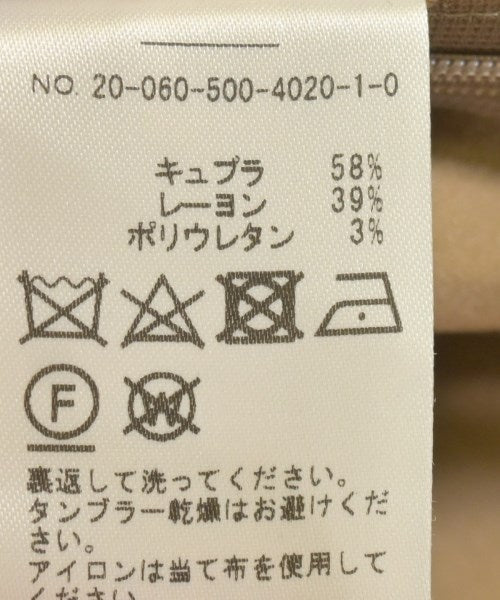 NO. 20-060-500-4020-1-0
キュプラ 58%
レーヨン 39%
ポリウレタン 3%
F W
裏返して洗ってください。
タンブラー乾燥はお避けくだ
さい。
アイロンは当て布を使用して
ください。